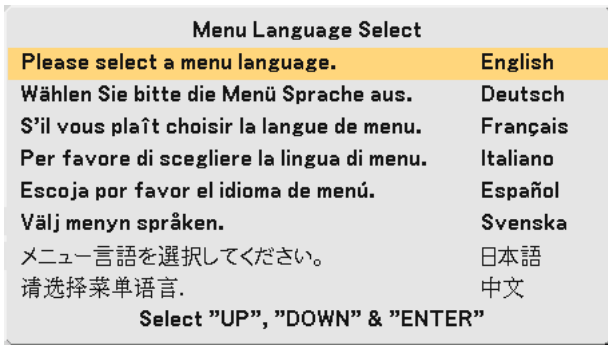 Menu Language Select
Please select a menu language. English
Wählen Sie bitte die Menü Sprache aus. Deutsch
S'il vous plaît choisir la langue de menu. Français
Per favore di scegliere la lingua di menu. Italiano
Escoja por favor el idioma de menú. Español
Välj menyn språken. Svenska
メニュー言語を選択してください。 日本語
请选择菜单语言. 中文
Select "UP", "DOWN" & "ENTER"